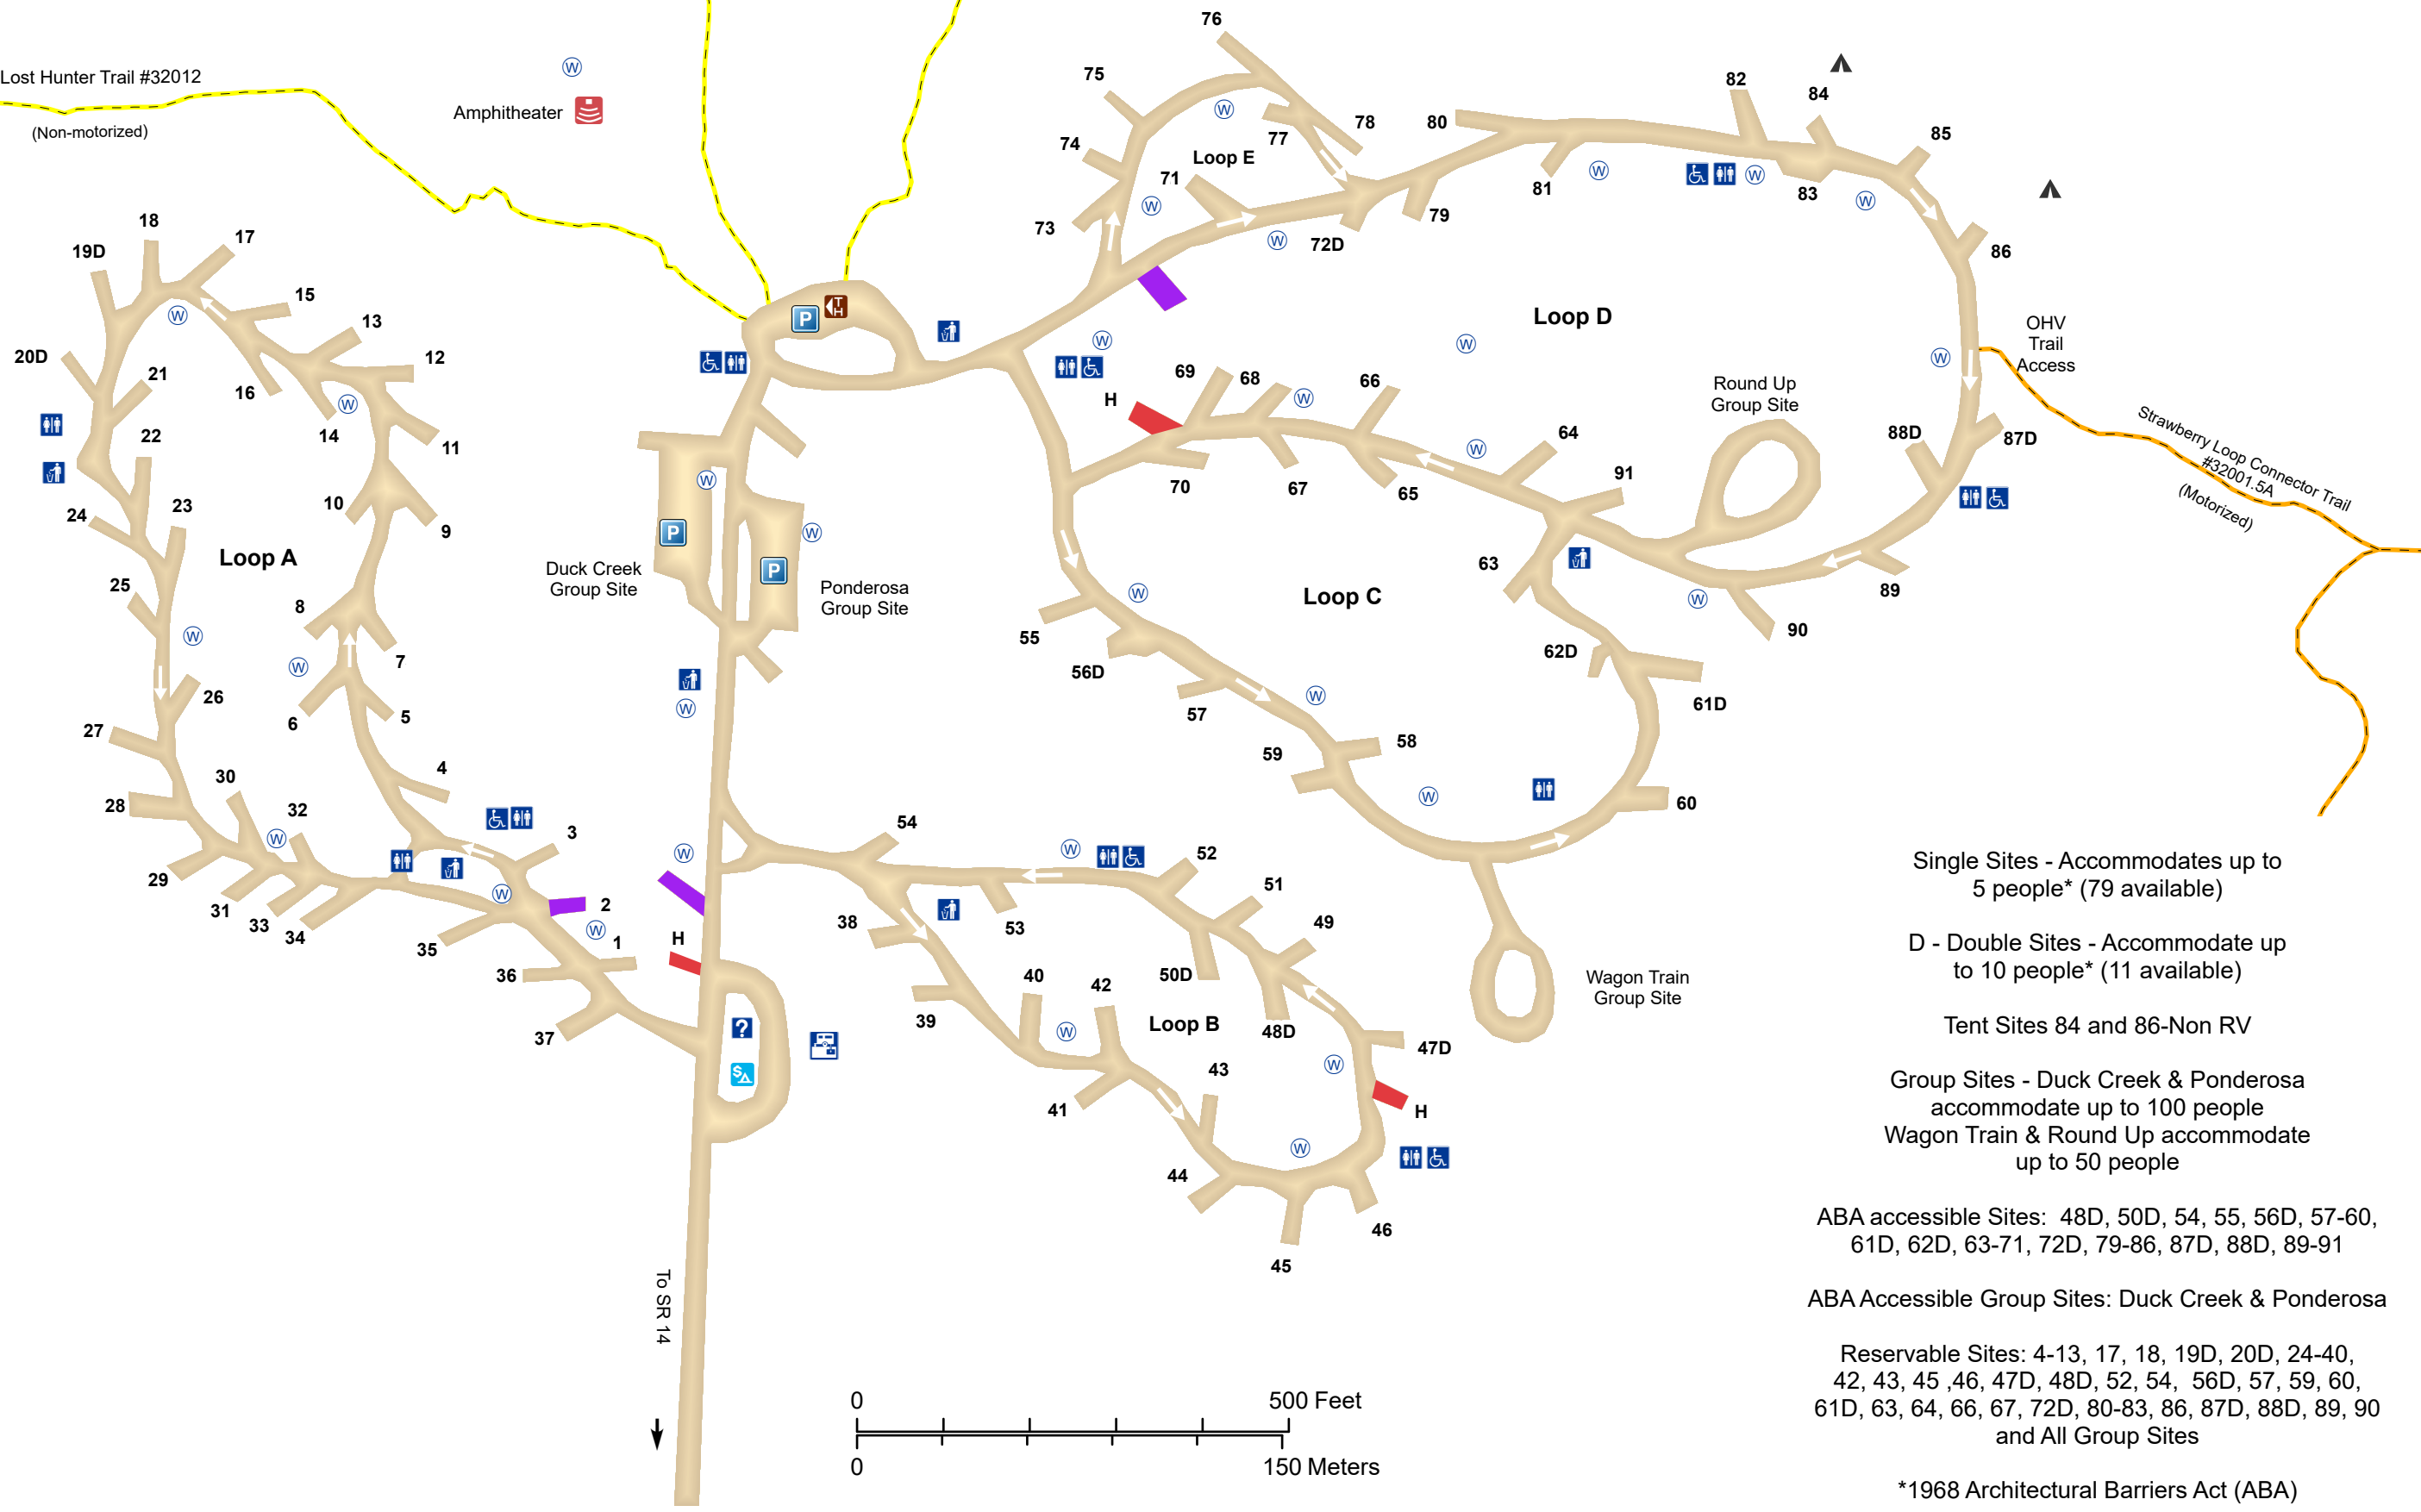 Lost Hunter Trail #32012
(Non-motorized)
Amphitheater
W
18
17
19D
15
13
20D
12
21
16
14
22
11
10
23
24
9
Loop A
25
8
7
26
6
5
27
4
30
28
32
3
29
2
31
33
34
35
1
36
37
P
TH
Duck Creek
Group Site
Ponderosa
Group Site
76
75
74
77
78
71
Loop E
73
72D
80
82
84
85
81
83
79
86
Loop D
OHV
Trail
Access
Round Up
Group Site
Strawberry Loop Connector Trail
#32001.5A
(Motorized)
H
69
68
66
64
91
88D
87D
70
67
65
63
89
90
Loop C
55
56D
62D
57
61D
59
58
60
54
52
51
38
53
49
H
50D
40
42
39
Loop B
48D
47D
43
41
H
44
46
45
?
$
Wagon Train
Group Site
To SR 14
0
500 Feet
0
150 Meters
Single Sites - Accommodates up to
5 people* (79 available)
D - Double Sites - Accommodate up
to 10 people* (11 available)
Tent Sites 84 and 86-Non RV
Group Sites - Duck Creek & Ponderosa
accommodate up to 100 people
Wagon Train & Round Up accommodate
up to 50 people
ABA accessible Sites:  48D, 50D, 54, 55, 56D, 57-60,
61D, 62D, 63-71, 72D, 79-86, 87D, 88D, 89-91
ABA Accessible Group Sites: Duck Creek & Ponderosa
Reservable Sites: 4-13, 17, 18, 19D, 20D, 24-40,
42, 43, 45 ,46, 47D, 48D, 52, 54,  56D, 57, 59, 60,
61D, 63, 64, 66, 67, 72D, 80-83, 86, 87D, 88D, 89, 90
and All Group Sites
*1968 Architectural Barriers Act (ABA)